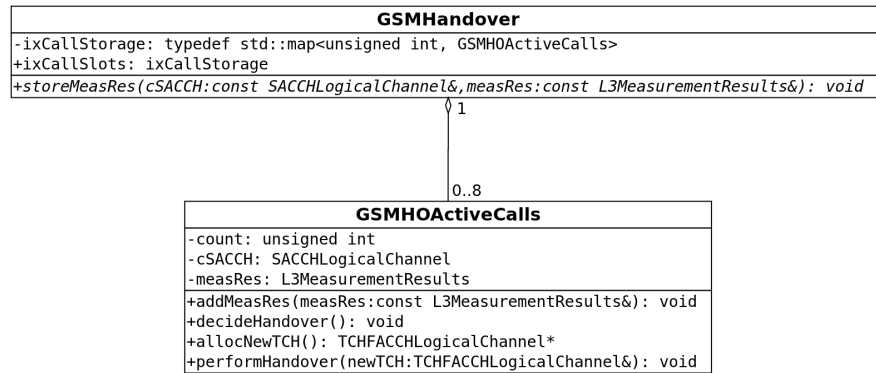 GSMHandover
-ixCallStorage: typedef std::map<unsigned int, GSMHOActiveCalls>
+ixCallSlots: ixCallStorage
+storeMeasRes(cSACCH:const SACCHLogicalChannel&,measRes:const L3MeasurementResults&): void
1
0..8
GSMHOActiveCalls
-count: unsigned int
-cSACCH: SACCHLogicalChannel
-measRes: L3MeasurementResults
+addMeasRes(measRes:const L3MeasurementResults&): void
+decideHandover(): void
+allocNewTCH(): TCHFACCHLogicalChannel*
+performHandover(newTCH:TCHFACCHLogicalChannel&): void